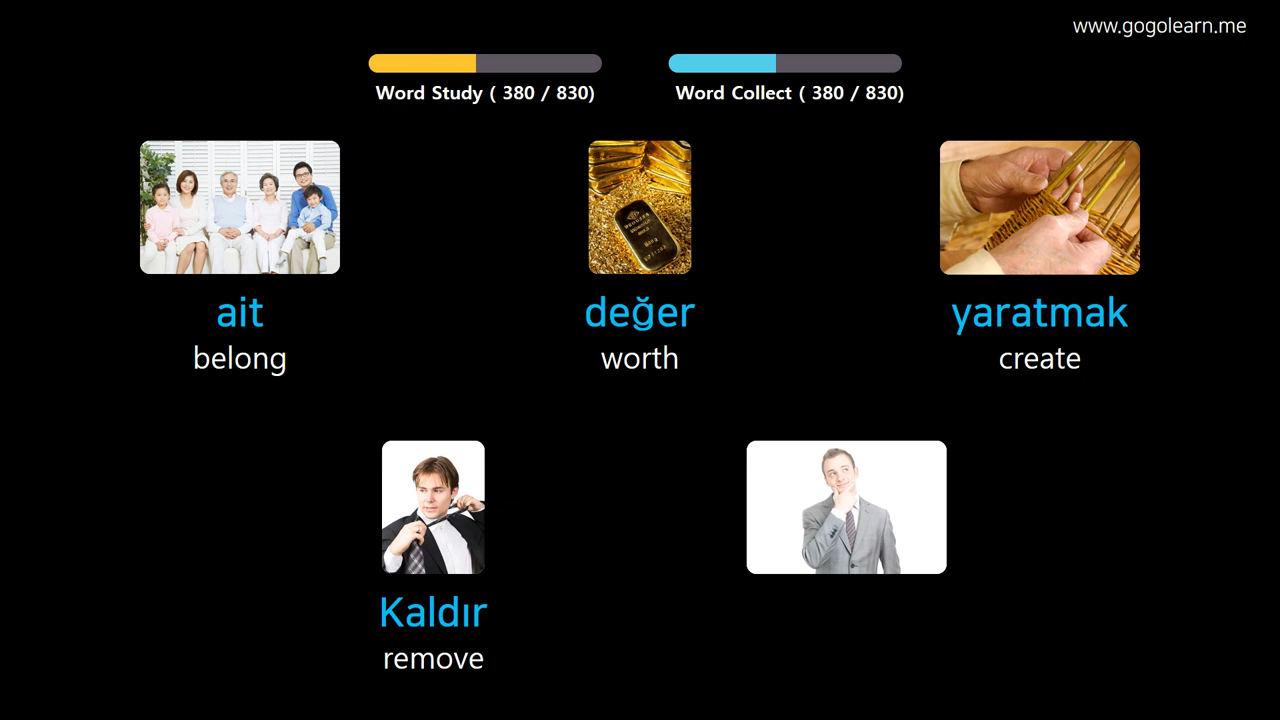 www.gogolearn.me
Word Study ( 380 / 830)
Word Collect ( 380 / 830)
ait
belong
değer
worth
yaratmak
create
Kaldır
remove